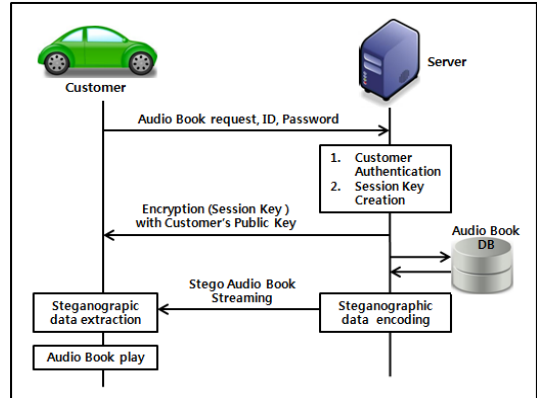 Customer
Server
Audio Book request, ID, Password
1. Customer
Authentication
2. Session Key
Creation
Encryption (Session Key )
with Customer's Public Key
Audio Book
DB
Stego Audio Book
Streaming
Steganograpic
data extraction
Steganographic
data encoding
Audio Book play